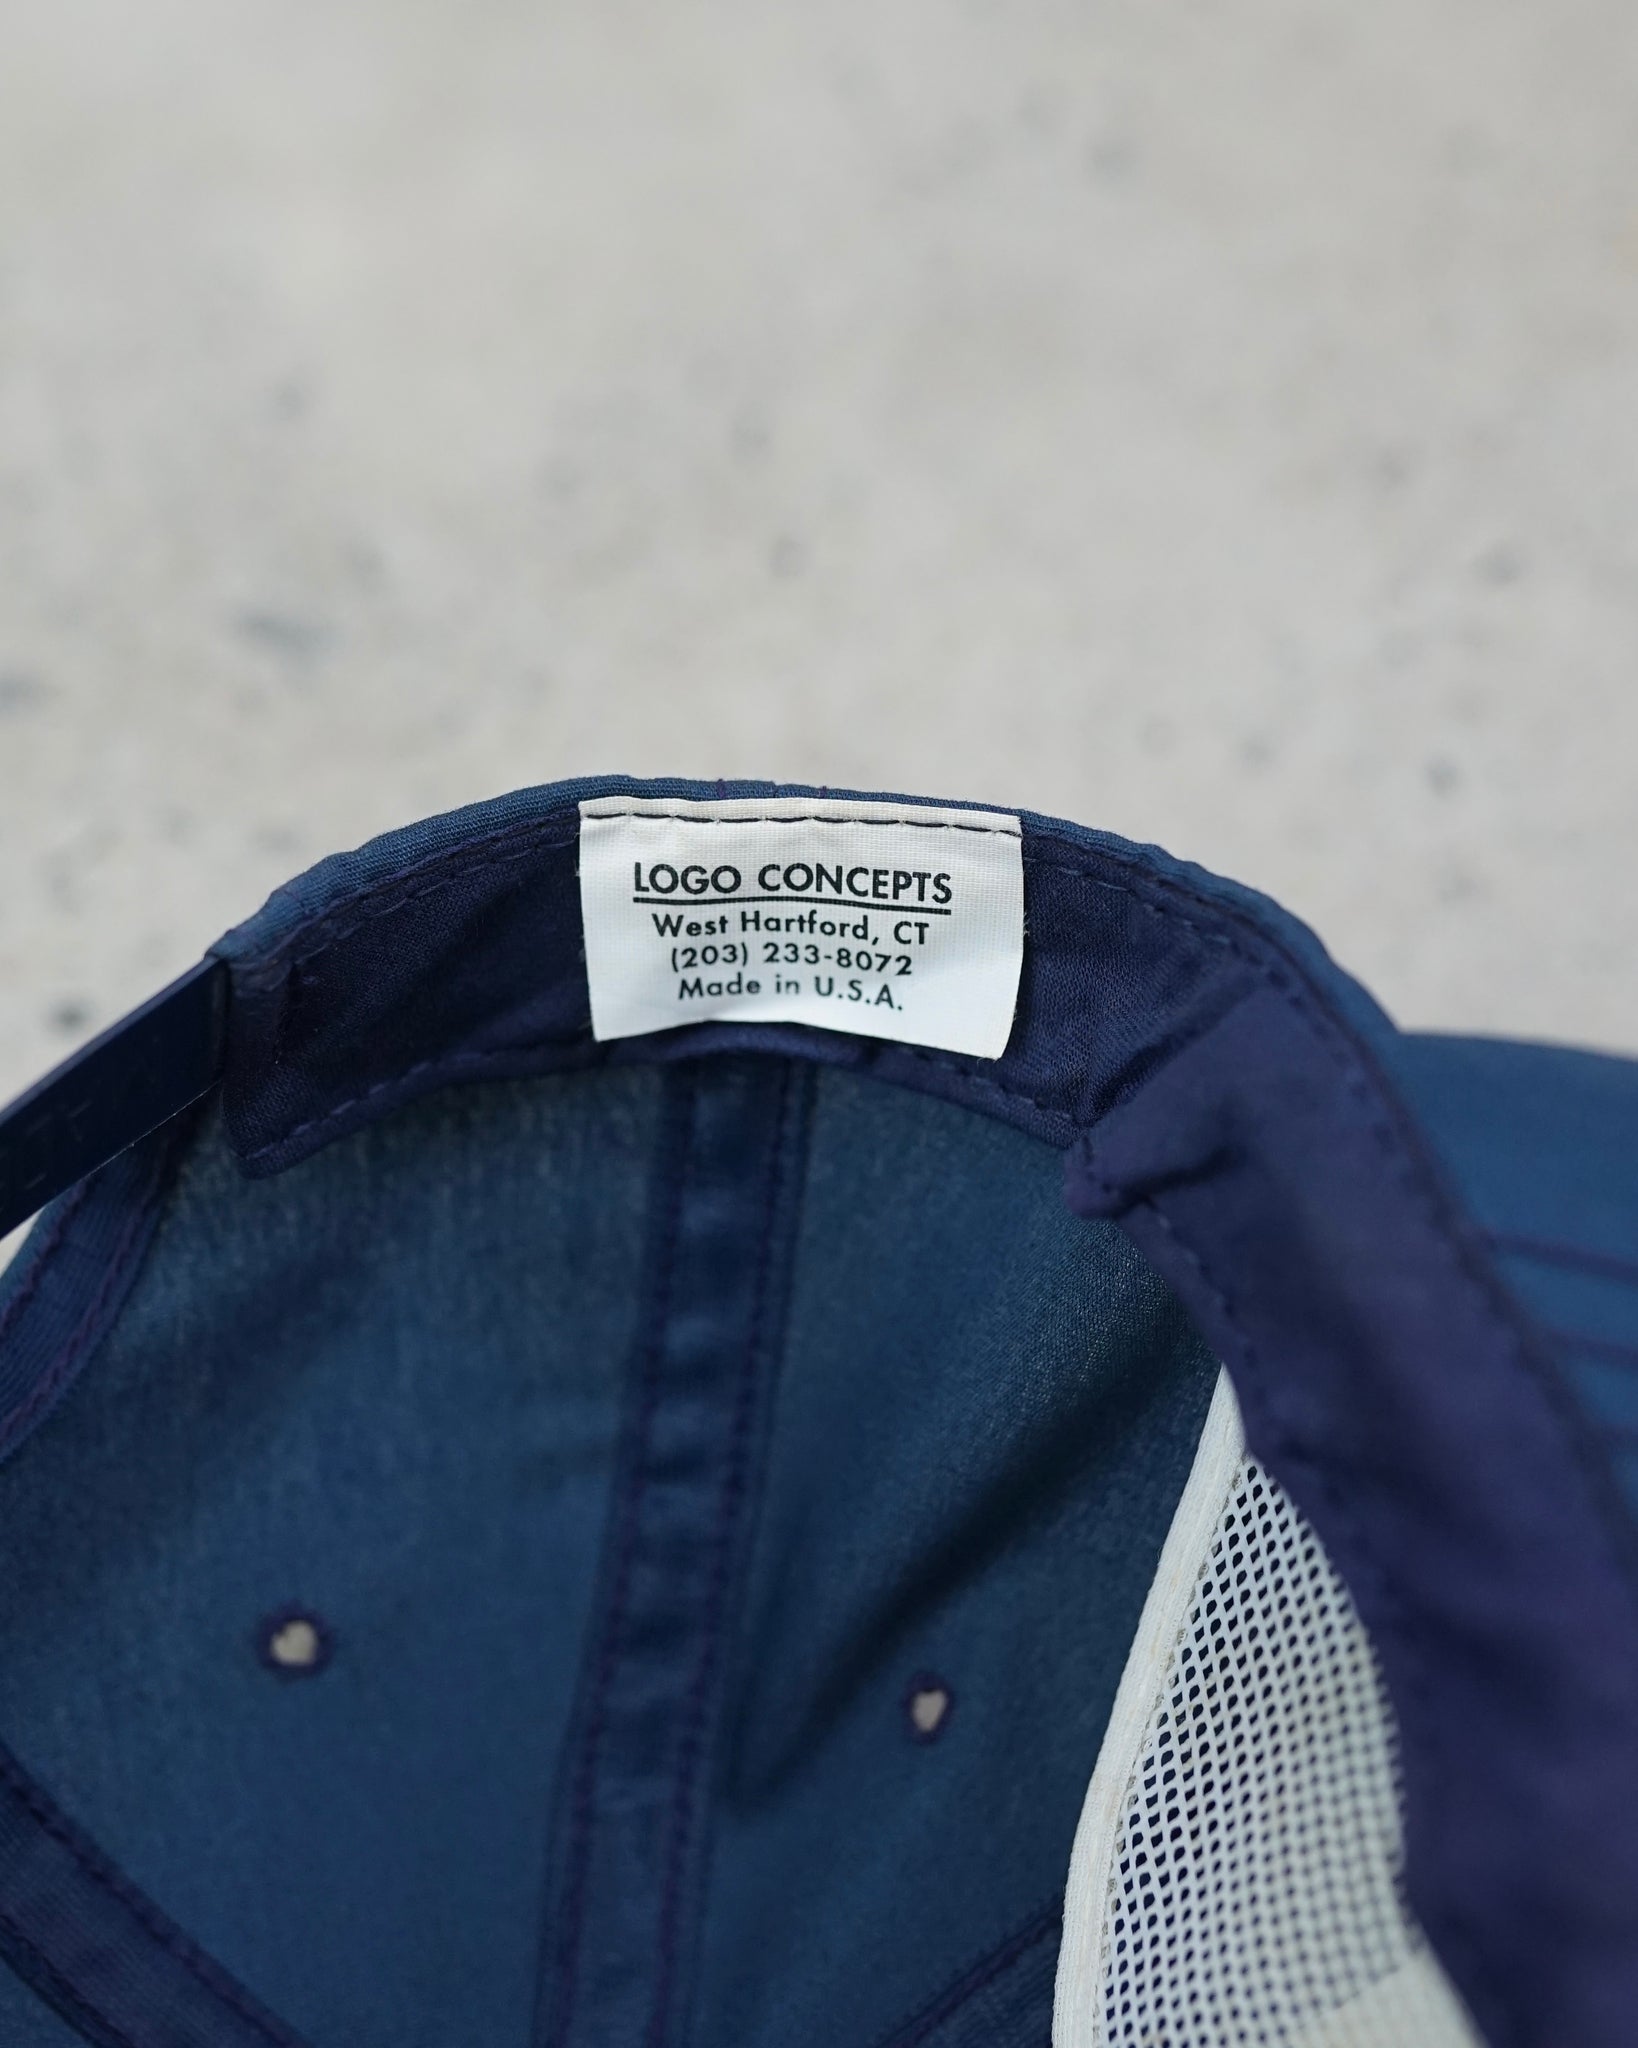 LOGO CONCEPTS
West Hartford, CT
(203) 233-8072
Made in U.S.A.